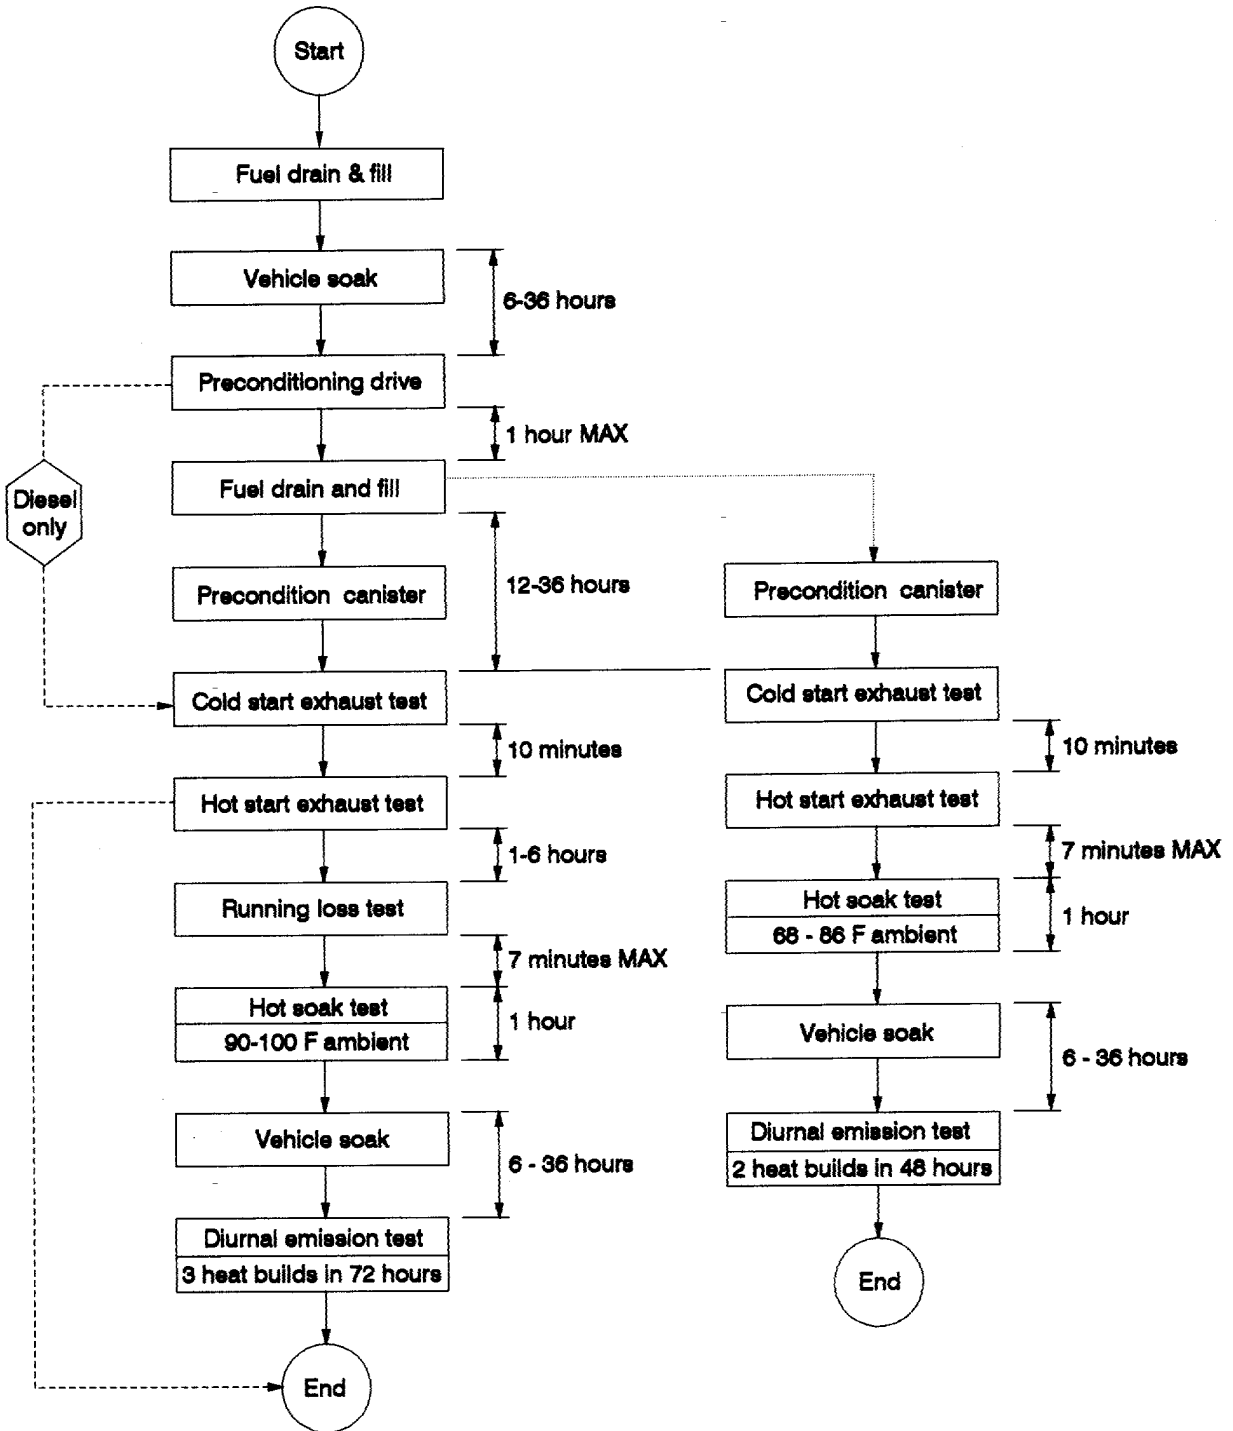 Start
Fuel drain & fill
Vehicle soak
6-36 hours
Preconditioning drive
1 hour MAX
Fuel drain and fill
Diesel
only
12-36 hours
Precondition canister
Cold start exhaust test
10 minutes
Hot start exhaust test
1-6 hours
Running loss test
7 minutes MAX
Hot soak test
90-100 F ambient
1 hour
Vehicle soak
6 - 36 hours
Diurnal emission test
3 heat builds in 72 hours
End
Precondition canister
Cold start exhaust test
10 minutes
Hot start exhaust test
7 minutes MAX
Hot soak test
68 - 86 F ambient
1 hour
Vehicle soak
6 - 36 hours
Diurnal emission test
2 heat builds in 48 hours
End